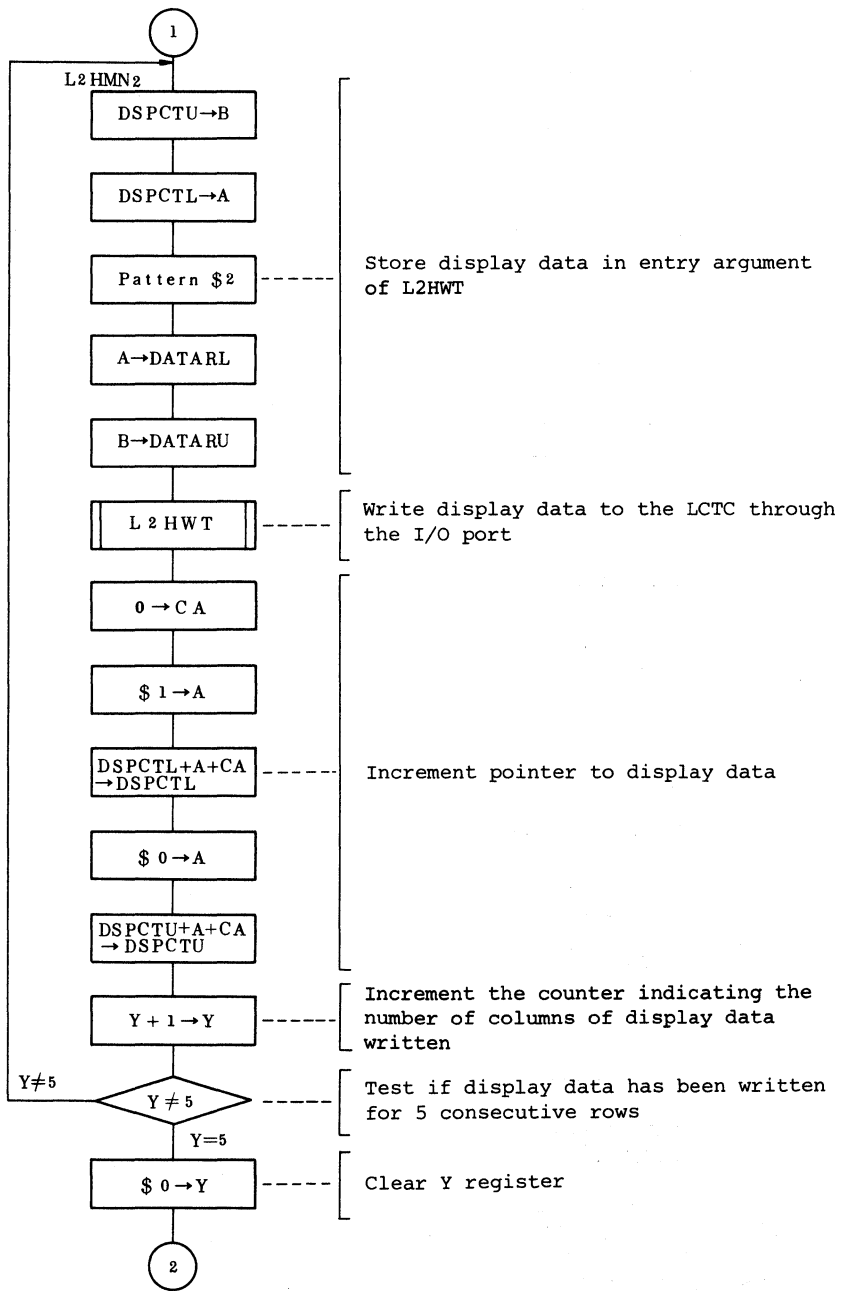 1
L2HMN2
DSPCTU→B
DSPCTL→A
Pattern $2
Store display data in entry argument
of L2HWT
A→DATARL
B→DATARU
L2HWT
Write display data to the LCTC through
the I/O port
0→CA
$1→A
DSPCTL+A+CA
→DSPCTL
Increment pointer to display data
$0→A
DSPCTU+A+CA
→DSPCTU
Y+1→Y
Increment the counter indicating the
number of columns of display data
written
Y≠5
Y≠5
Test if display data has been written
for 5 consecutive rows
Y=5
$0→Y
Clear Y register
2